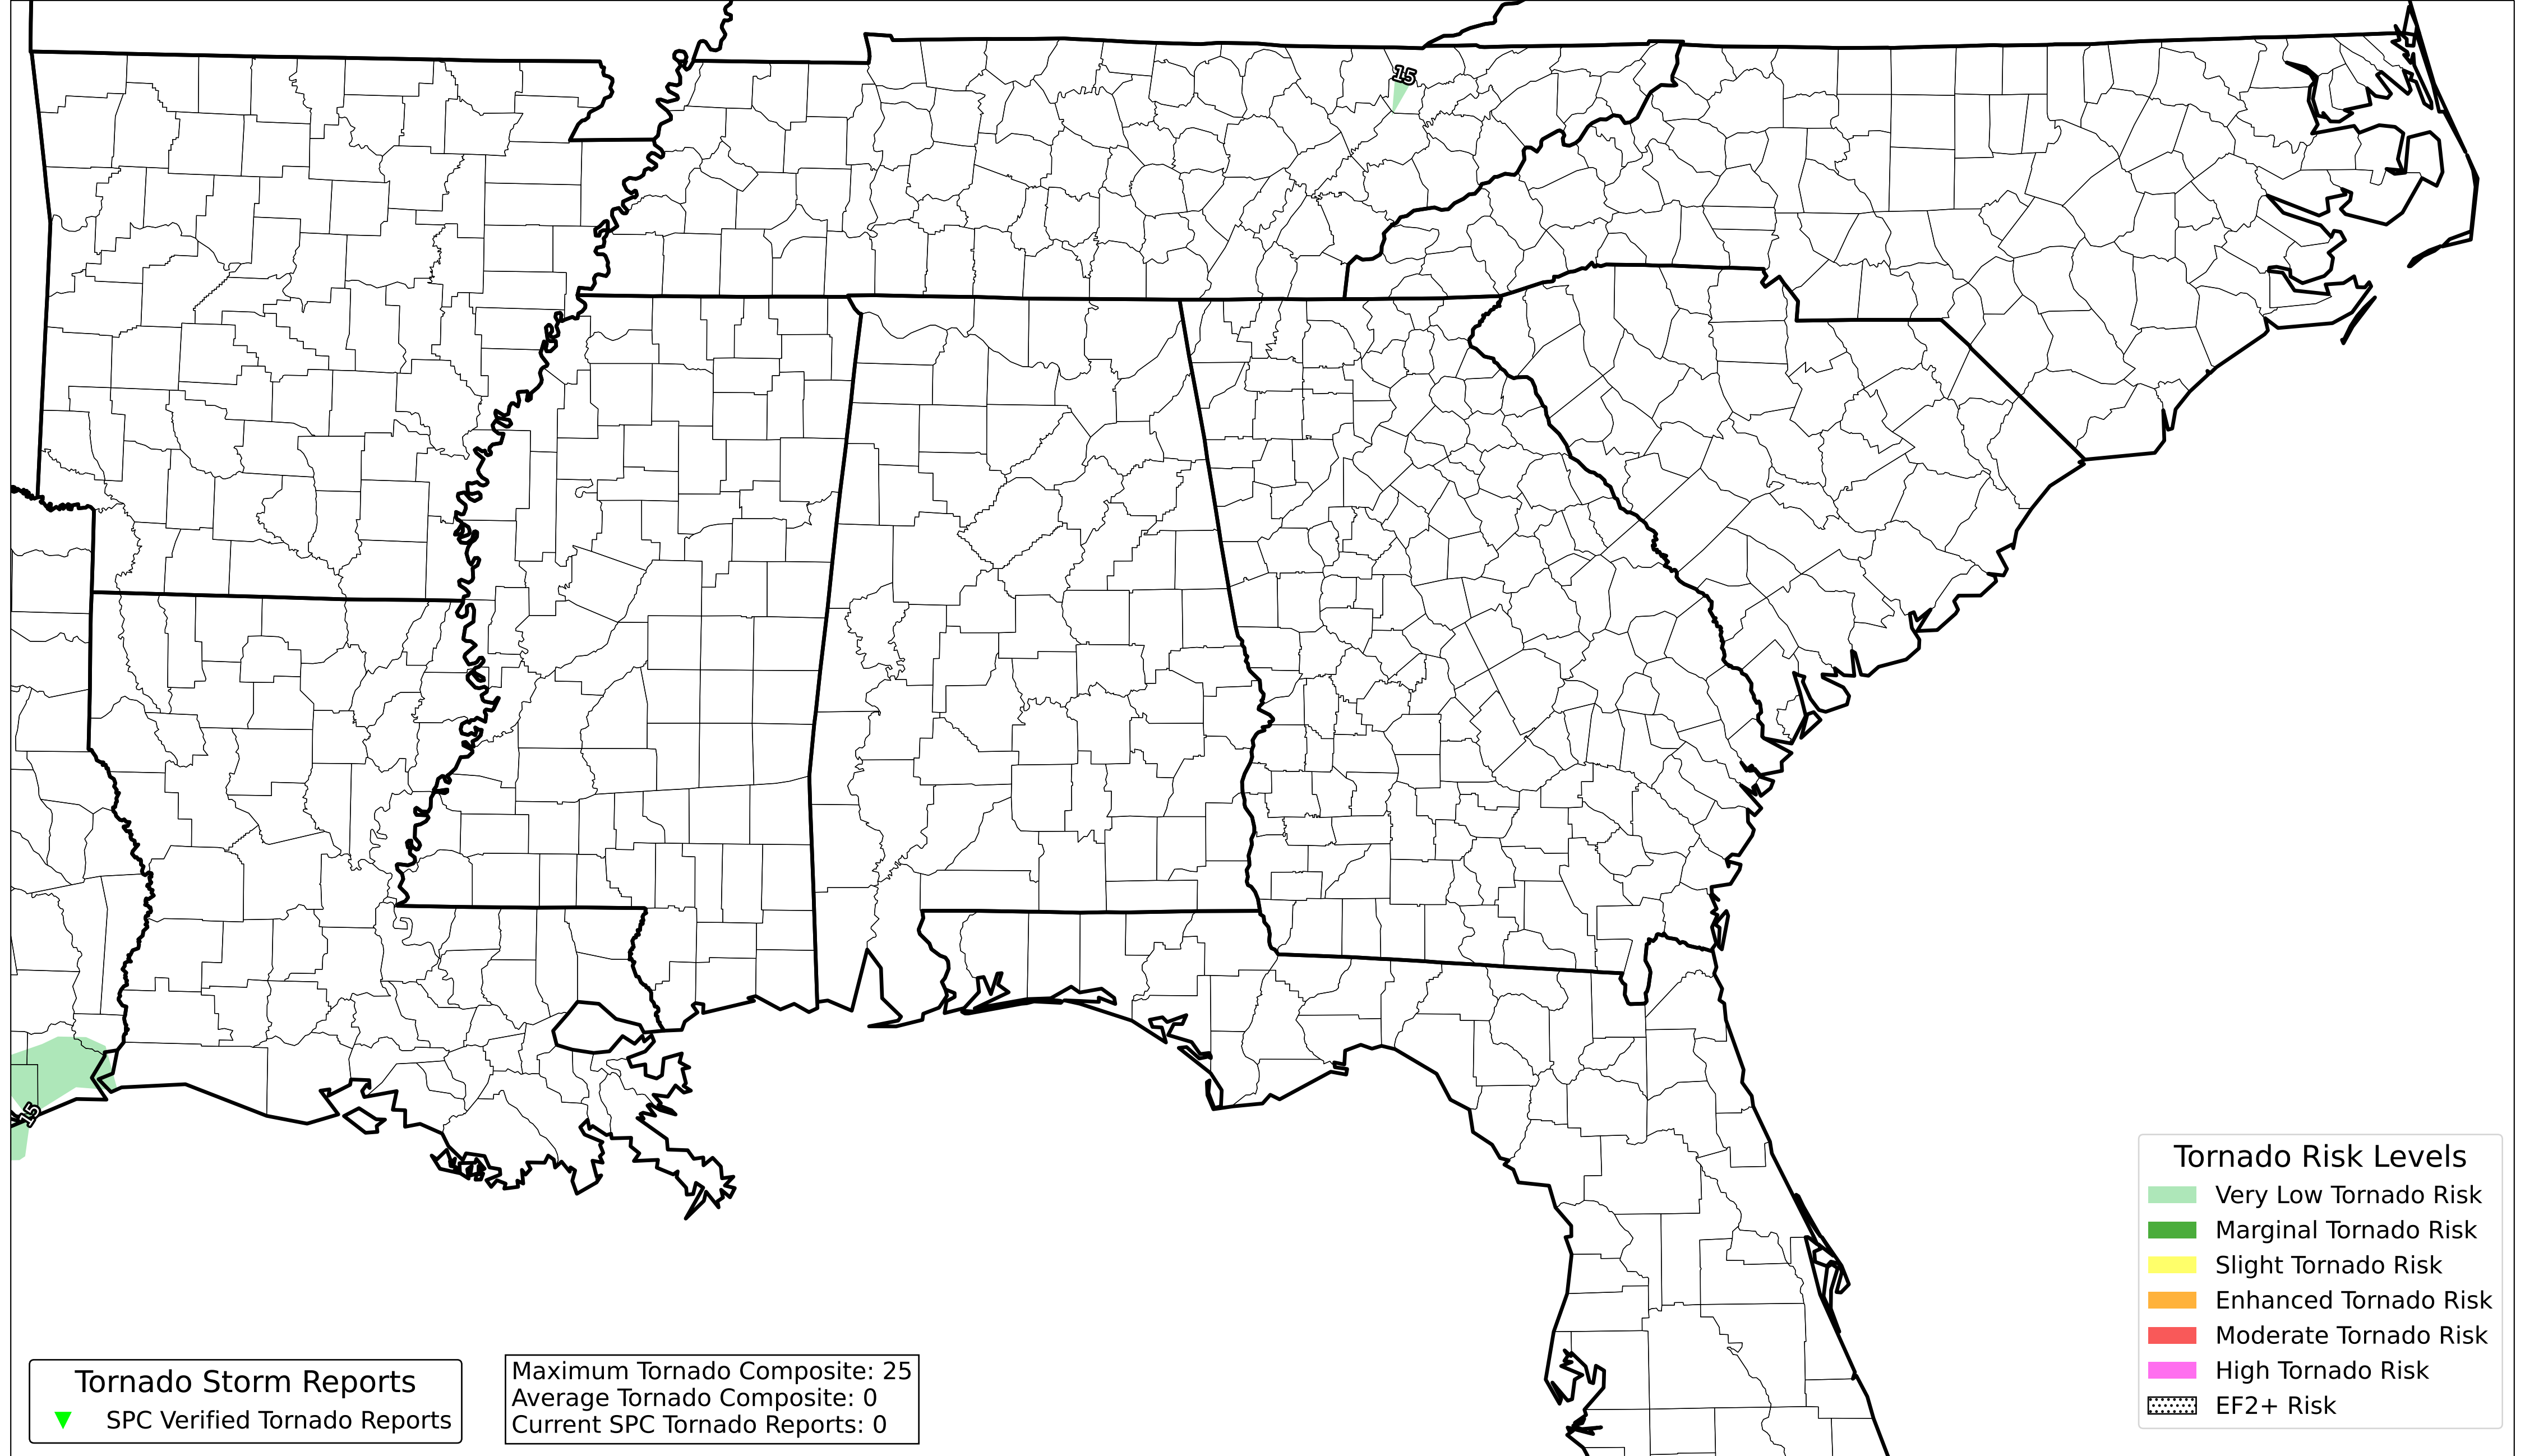 15
15
Tornado Risk Levels
Very Low Tornado Risk
Marginal Tornado Risk
Slight Tornado Risk
Enhanced Tornado Risk
Moderate Tornado Risk
High Tornado Risk
EF2+ Risk
Tornado Storm Reports
SPC Verified Tornado Reports
Maximum Tornado Composite: 25
Average Tornado Composite: 0
Current SPC Tornado Reports: 0